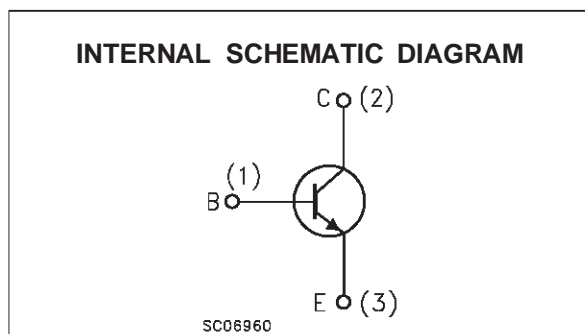 INTERNAL SCHEMATIC DIAGRAM
C (2)
(1)
B
E (3)
SC06960